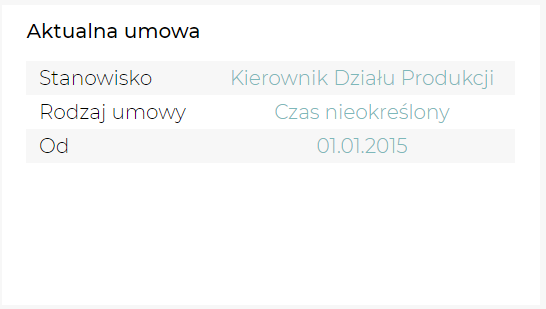 Aktualna umowa
Stanowisko Kierownik Działu Produkcji
Rodzaj umowy Czas nieokreślony
Od 01.01.2015